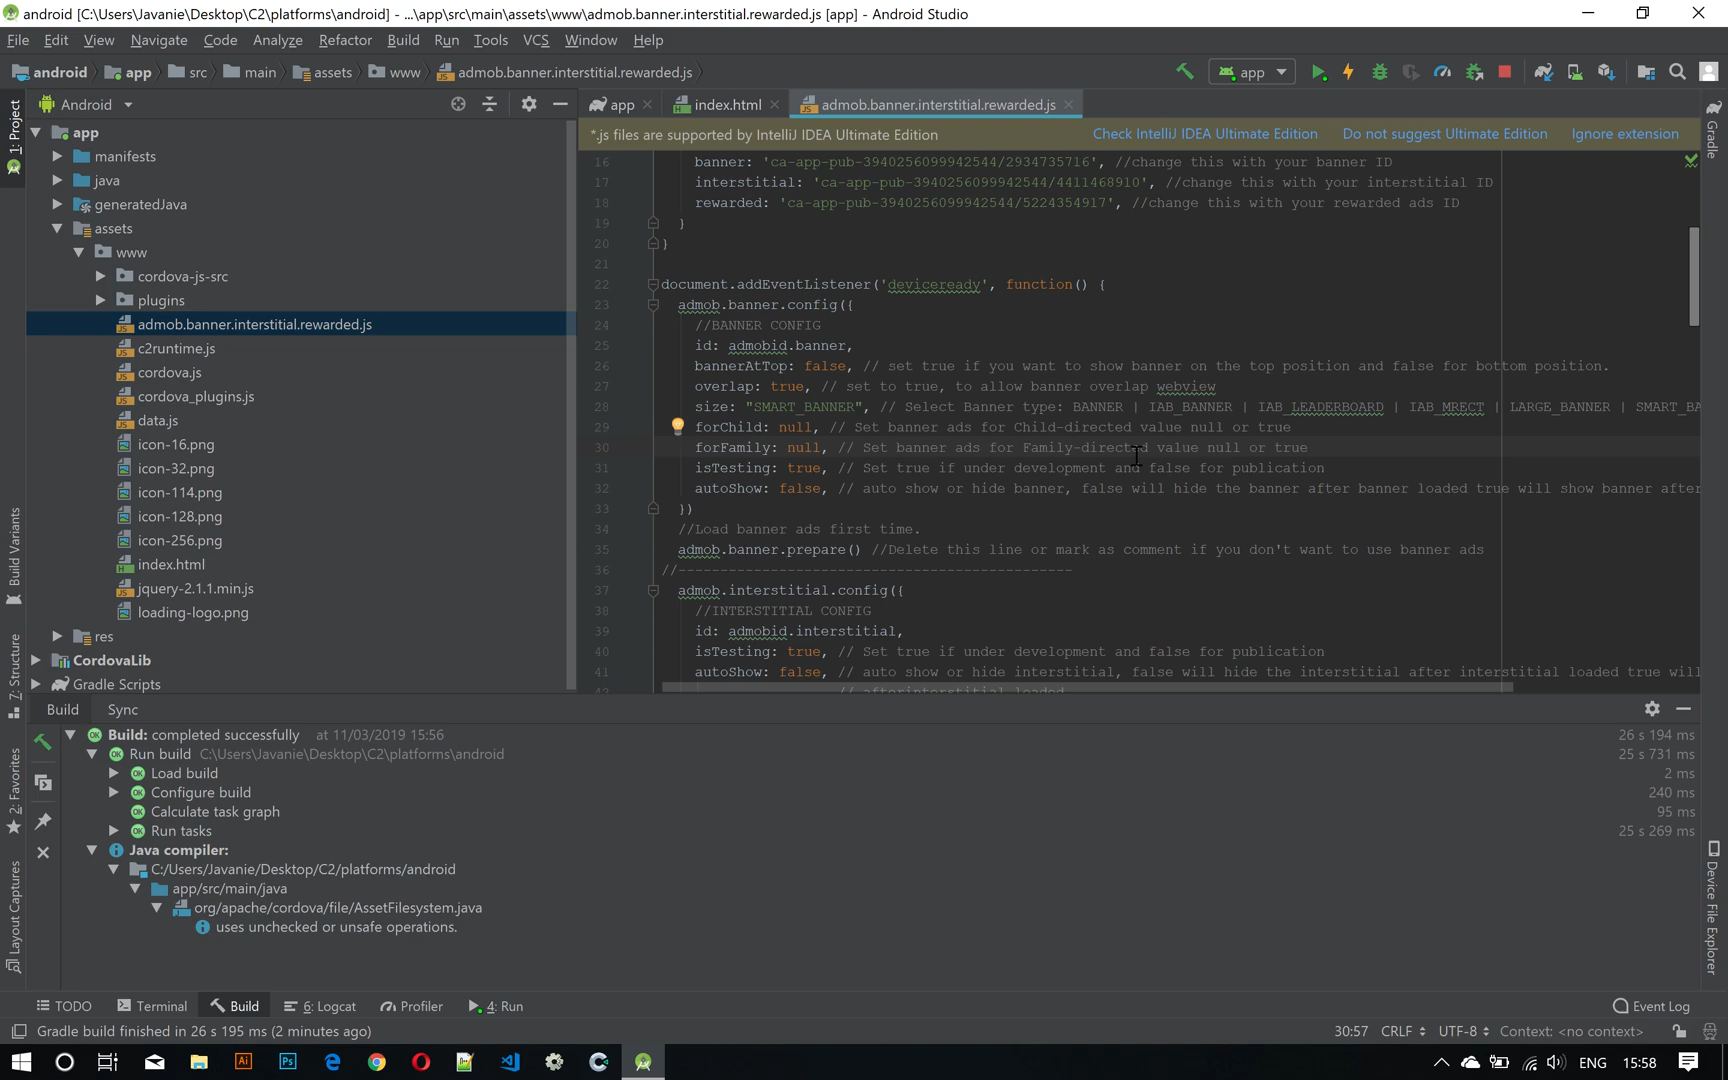 android [C:\Users\Javanie\Desktop\C2\platforms\android] - ...\app\src\main\assets\www\admob.banner.interstitial.rewarded.js [app] - Android Studio
File Edit View Navigate Code Analyze Refactor Build Run Tools VCS Window Help
android app src main assets www admob.banner.interstitial.rewarded.js app
Android app index.html admob.banner.interstitial.rewarded.js
*.js files are supported by IntelliJ IDEA Ultimate Edition Check IntelliJ IDEA Ultimate Edition Do not suggest Ultimate Edition Ignore extension
1: Project
Build Variants
7: Structure
2: Favorites
Layout Captures
app
manifests
java
generatedJava
assets
www
cordova-js-src
plugins
admob.banner.interstitial.rewarded.js
c2runtime.js
cordova.js
cordova_plugins.js
data.js
icon-16.png
icon-32.png
icon-114.png
icon-128.png
icon-256.png
index.html
jquery-2.1.1.min.js
loading-logo.png
res
CordovaLib
Gradle Scripts
16 banner: 'ca-app-pub-3940256099942544/2934735716', //change this with your banner ID
17 interstitial: 'ca-app-pub-3940256099942544/4411468910', //change this with your interstitial ID
18 rewarded: 'ca-app-pub-3940256099942544/5224354917', //change this with your rewarded ads ID
19 }
20 }
21
22 document.addEventListener('deviceready', function() {
23 admob.banner.config({
24 //BANNER CONFIG
25 id: admobid.banner,
26 bannerAtTop: false, // set true if you want to show banner on the top position and false for bottom position.
27 overlap: true, // set to true, to allow banner overlap webview
28 size: "SMART_BANNER", // Select Banner type: BANNER | IAB_BANNER | IAB_LEADERBOARD | IAB_MRECT | LARGE_BANNER | SMART_BA
29 forChild: null, // Set banner ads for Child-directed value null or true
30 forFamily: null, // Set banner ads for Family-directed value null or true
31 isTesting: true, // Set true if under development and false for publication
32 autoShow: false, // auto show or hide banner, false will hide the banner after banner loaded true will show banner after
33 })
34 //Load banner ads first time.
35 admob.banner.prepare() //Delete this line or mark as comment if you don't want to use banner ads
36 //-----------------------------------------------
37 admob.interstitial.config({
38 //INTERSTITIAL CONFIG
39 id: admobid.interstitial,
40 isTesting: true, // Set true if under development and false for publication
41 autoShow: false, // auto show or hide interstitial, false will hide the interstitial after interstitial loaded true will
42 // afterinterstitial loaded
Gradle
Device File Explorer
Build Sync
Build: completed successfully at 11/03/2019 15:56 26 s 194 ms
Run build C:\Users\Javanie\Desktop\C2\platforms\android 25 s 731 ms
Load build 2 ms
Configure build 240 ms
Calculate task graph 95 ms
Run tasks 25 s 269 ms
Java compiler:
C:/Users/Javanie/Desktop/C2/platforms/android
app/src/main/java
org/apache/cordova/file/AssetFilesystem.java
uses unchecked or unsafe operations.
TODO Terminal Build 6: Logcat Profiler 4: Run Event Log
Gradle build finished in 26 s 195 ms (2 minutes ago) 30:57 CRLF UTF-8 Context: <no context>
ENG 15:58